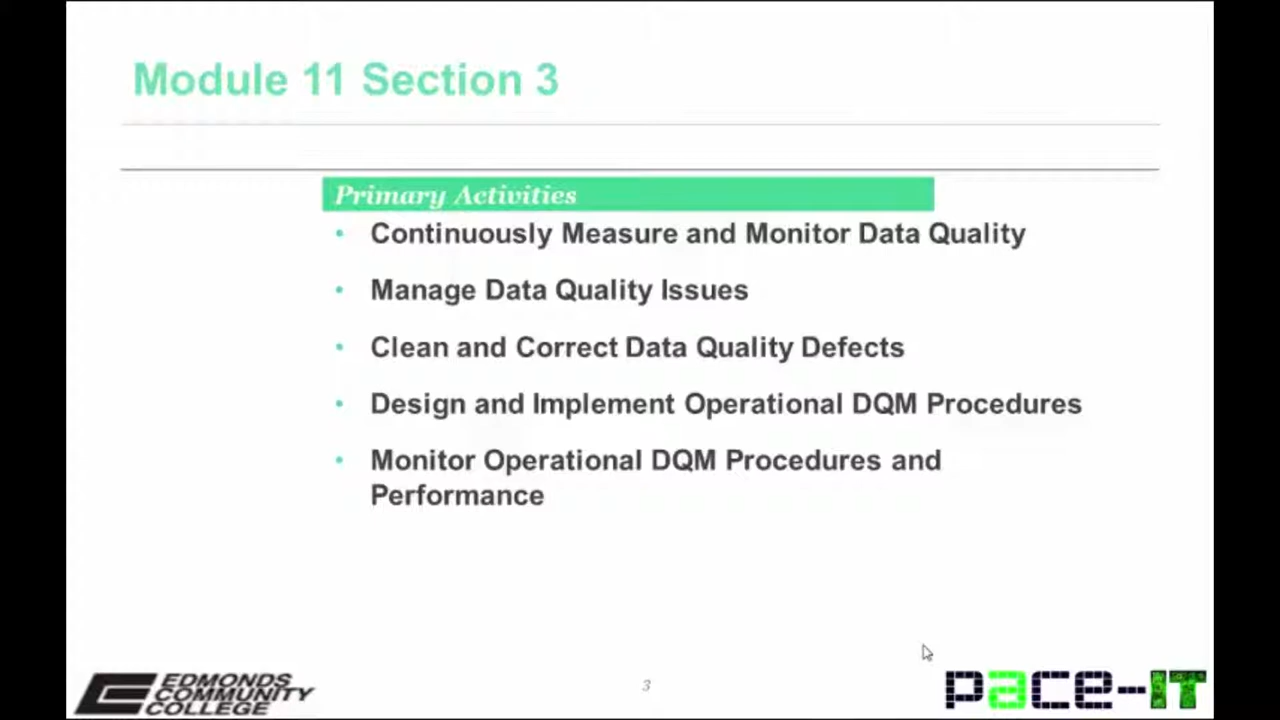 Module 11 Section 3
Primary Activities
• Continuously Measure and Monitor Data Quality
• Manage Data Quality Issues
• Clean and Correct Data Quality Defects
• Design and Implement Operational DQM Procedures
• Monitor Operational DQM Procedures and
Performance
EDMONDS
COMMUNITY
COLLEGE
3
pace-IT